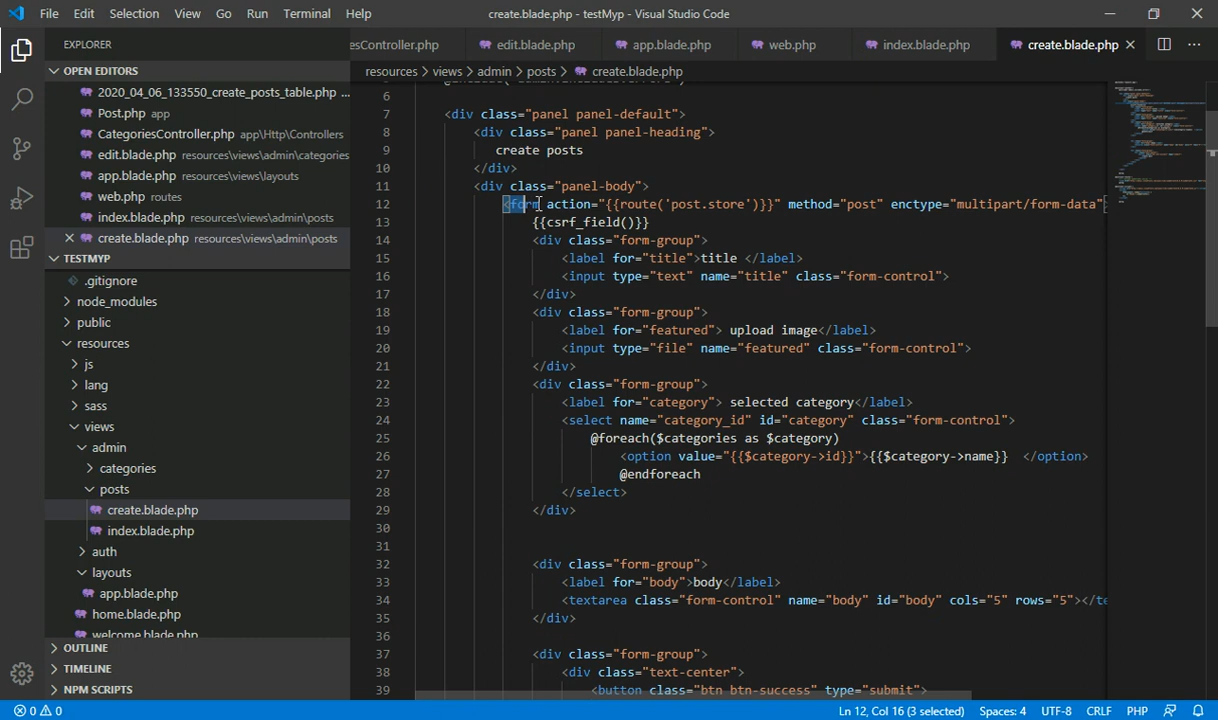 File Edit Selection View Go Run Terminal Help create.blade.php - testMyp - Visual Studio Code
EXPLORER
OPEN EDITORS
2020_04_06_133550_create_posts_table.php ...
Post.php app
CategoriesController.php app\Http\Controllers
edit.blade.php resources\views\admin\categories
app.blade.php resources\views\layouts
web.php routes
index.blade.php resources\views\admin\posts
create.blade.php resources\views\admin\posts
TESTMYP
.gitignore
node_modules
public
resources
js
lang
sass
views
admin
categories
posts
create.blade.php
index.blade.php
auth
layouts
app.blade.php
home.blade.php
welcome.blade.php
OUTLINE
TIMELINE
NPM SCRIPTS
esController.php edit.blade.php app.blade.php web.php index.blade.php create.blade.php
resources > views > admin > posts > create.blade.php
6
7 <div class="panel panel-default">
8 <div class="panel panel-heading">
9 create posts
10 </div>
11 <div class="panel-body">
12 <form action="{{route('post.store')}}" method="post" enctype="multipart/form-data"
13 {{csrf_field()}}
14 <div class="form-group">
15 <label for="title">title </label>
16 <input type="text" name="title" class="form-control">
17 </div>
18 <div class="form-group">
19 <label for="featured"> upload image</label>
20 <input type="file" name="featured" class="form-control">
21 </div>
22 <div class="form-group">
23 <label for="category"> selected category</label>
24 <select name="category_id" id="category" class="form-control">
25 @foreach($categories as $category)
26 <option value="{{$category->id}}">{{$category->name}} </option>
27 @endforeach
28 </select>
29 </div>
30
31
32 <div class="form-group">
33 <label for="body">body</label>
34 <textarea class="form-control" name="body" id="body" cols="5" rows="5"></te
35 </div>
36
37 <div class="form-group">
38 <div class="text-center">
39 <button class="btn btn-success" type="submit">
0 0 Ln 12, Col 16 (3 selected) Spaces: 4 UTF-8 CRLF PHP